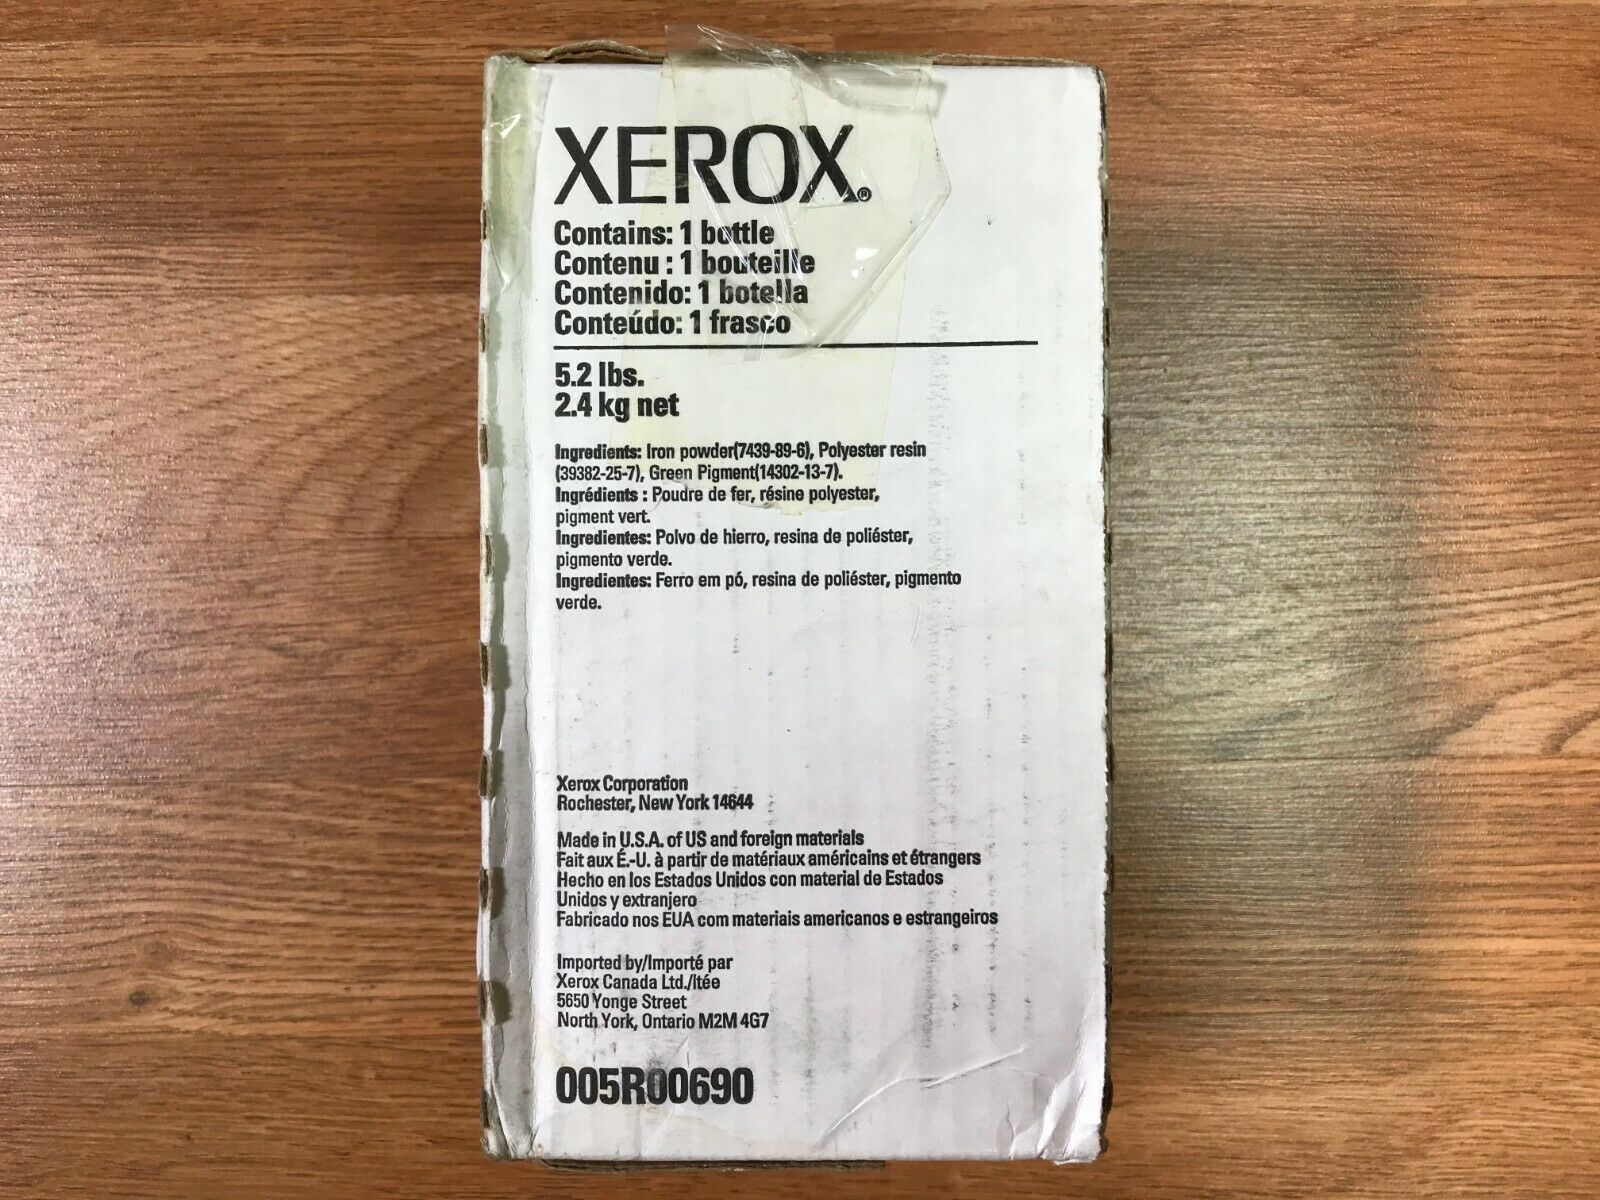 XEROX®
Contains: 1 bottle
Contenu : 1 bouteille
Contenido: 1 botella
Conteúdo: 1 frasco
5.2 lbs.
2.4 kg net
Ingredients: Iron powder(7439-89-6), Polyester resin
(39382-25-7), Green Pigment(14302-13-7).
Ingrédients : Poudre de fer, résine polyester,
pigment vert.
Ingredientes: Polvo de hierro, resina de poliéster,
pigmento verde.
Ingredientes: Ferro em pó, resina de poliéster, pigmento
verde.
Xerox Corporation
Rochester, New York 14644
Made in U.S.A. of US and foreign materials
Fait aux É.-U. à partir de matériaux américains et étrangers
Hecho en los Estados Unidos con material de Estados
Unidos y extranjero
Fabricado nos EUA com materiais americanos e estrangeiros
Imported by/Importé par
Xerox Canada Ltd./ltée
5650 Yonge Street
North York, Ontario M2M 4G7
005R00690